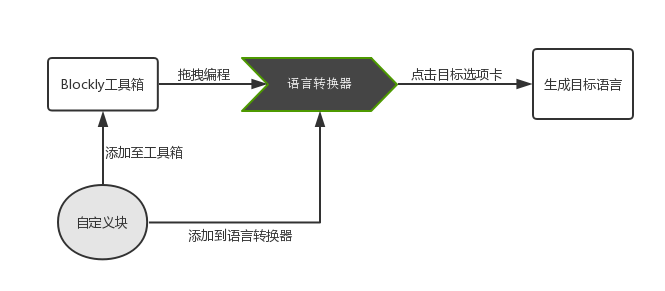 拖拽编程
点击目标选项卡
Blockly工具箱
语言转换器
生成目标语言
添加至工具箱
自定义块
添加到语言转换器